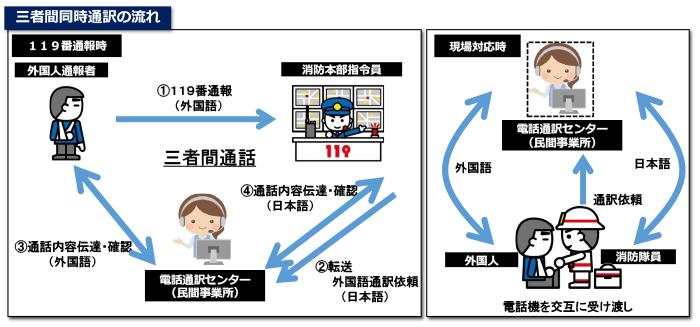 三者間同時通訳の流れ
119番通報時
外国人通報者
①119番通報
(外国語)
消防本部指令員
119
三者間通話
④通話内容伝達・確認
(日本語)
③通話内容伝達・確認
(外国語)
②転送
外国語通訳依頼
(日本語)
電話通訳センター
(民間事業所)
現場対応時
電話通訳センター
(民間事業所)
外国語
日本語
通訳依頼
外国人
消防隊員
電話機を交互に受け渡し